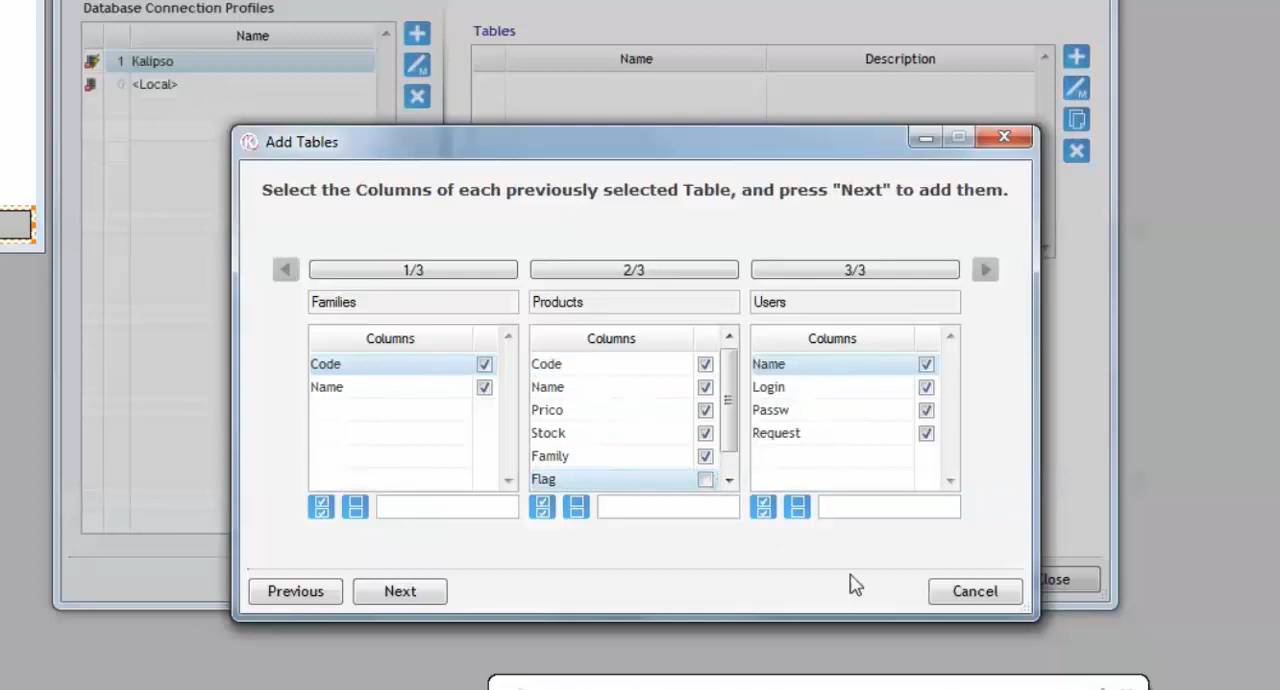 Database Connection Profiles
Name
1 Kalipso
0 <Local>
Tables
Name Description
Add Tables
Select the Columns of each previously selected Table, and press "Next" to add them.
1/3 2/3 3/3
Families Products Users
Columns Columns Columns
Code Code Name
Name Name Login
Prico Passw
Stock Request
Family
Flag
Previous Next Cancel
Close